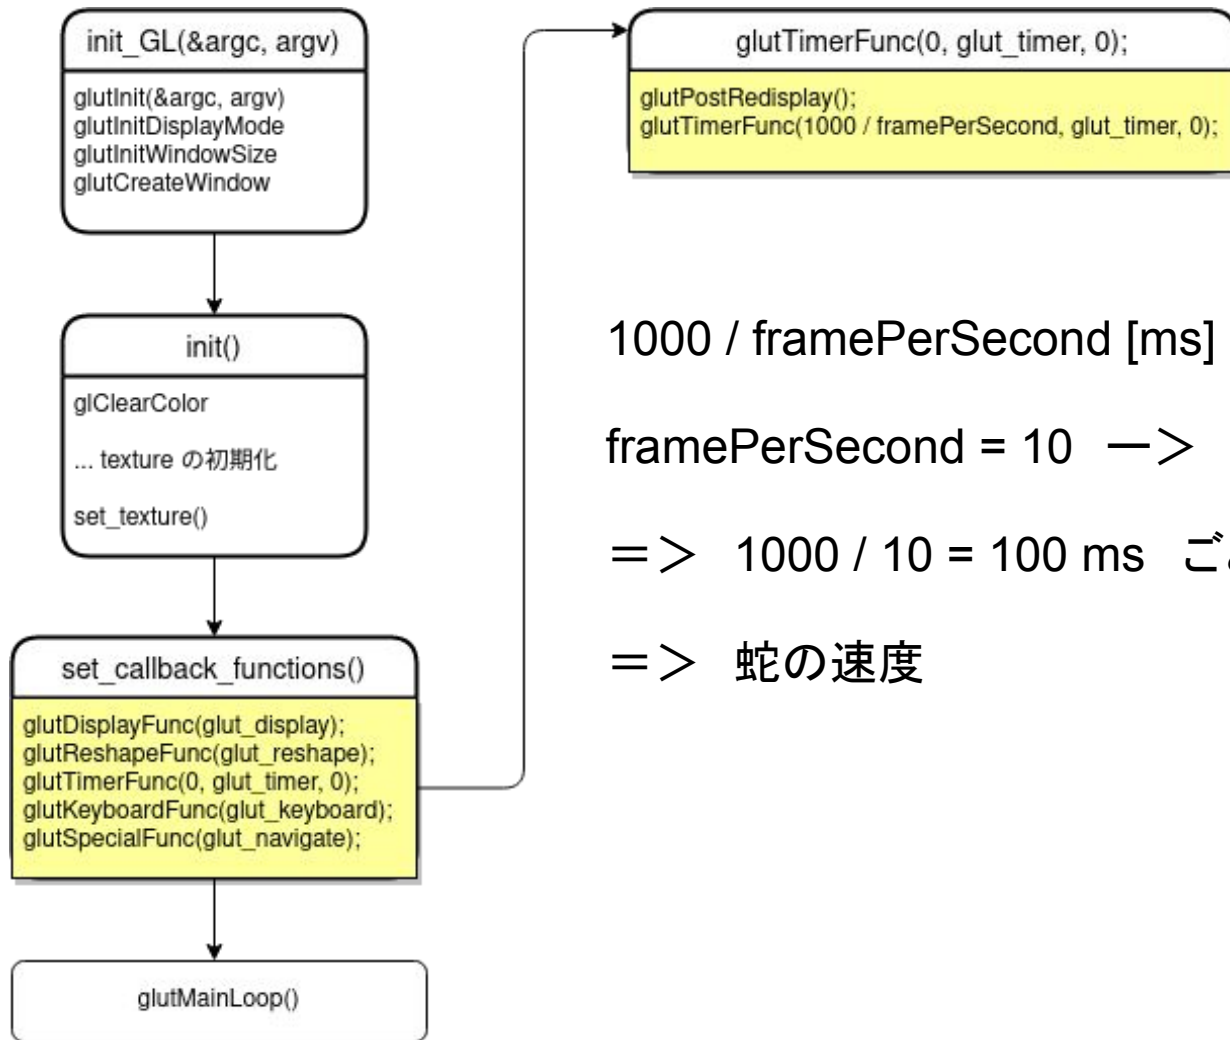 init_GL(&argc, argv)
glutInit(&argc, argv)
glutInitDisplayMode
glutInitWindowSize
glutCreateWindow
init()
glClearColor
... texture の初期化
set_texture()
set_callback_functions()
glutDisplayFunc(glut_display);
glutReshapeFunc(glut_reshape);
glutTimerFunc(0, glut_timer, 0);
glutKeyboardFunc(glut_keyboard);
glutSpecialFunc(glut_navigate);
glutMainLoop()
glutTimerFunc(0, glut_timer, 0);
glutPostRedisplay();
glutTimerFunc(1000 / framePerSecond, glut_timer, 0);
1000 / framePerSecond [ms]
framePerSecond = 10 ー>
=> 1000 / 10 = 100 ms ご
=> 蛇の速度